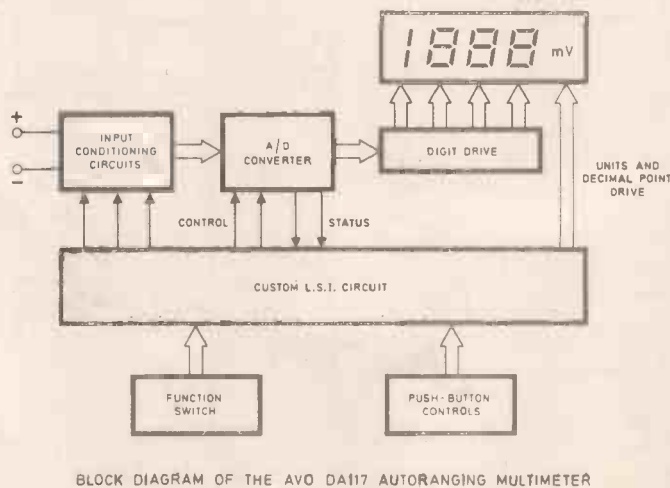 1888 mV
+
INPUT
CONDITIONING
CIRCUITS
−
A/D
CONVERTER
DIGIT DRIVE
UNITS AND
DECIMAL POINT
DRIVE
CONTROL
STATUS
CUSTOM L.S.I. CIRCUIT
FUNCTION
SWITCH
PUSH-BUTTON
CONTROLS
BLOCK DIAGRAM OF THE AVO DA117 AUTORANGING MULTIMETER